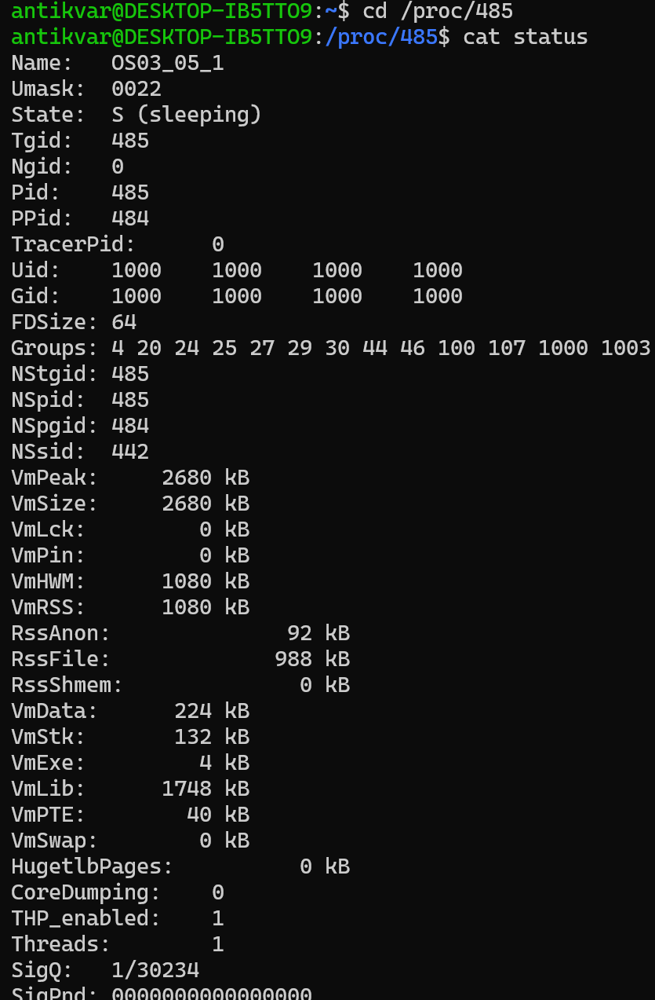 antikvar@DESKTOP-IB5TTO9:~$ cd /proc/485
antikvar@DESKTOP-IB5TTO9:/proc/485$ cat status
Name:   OS03_05_1
Umask:  0022
State:  S (sleeping)
Tgid:   485
Ngid:   0
Pid:    485
PPid:   484
TracerPid:      0
Uid:    1000    1000    1000    1000
Gid:    1000    1000    1000    1000
FDSize: 64
Groups: 4 20 24 25 27 29 30 44 46 100 107 1000 1003
NStgid: 485
NSpid:  485
NSpgid: 484
NSsid:  442
VmPeak:     2680 kB
VmSize:     2680 kB
VmLck:         0 kB
VmPin:         0 kB
VmHWM:      1080 kB
VmRSS:      1080 kB
RssAnon:              92 kB
RssFile:             988 kB
RssShmem:              0 kB
VmData:      224 kB
VmStk:       132 kB
VmExe:         4 kB
VmLib:      1748 kB
VmPTE:        40 kB
VmSwap:        0 kB
HugetlbPages:          0 kB
CoreDumping:    0
THP_enabled:    1
Threads:        1
SigQ:   1/30234
SigPnd: 0000000000000000